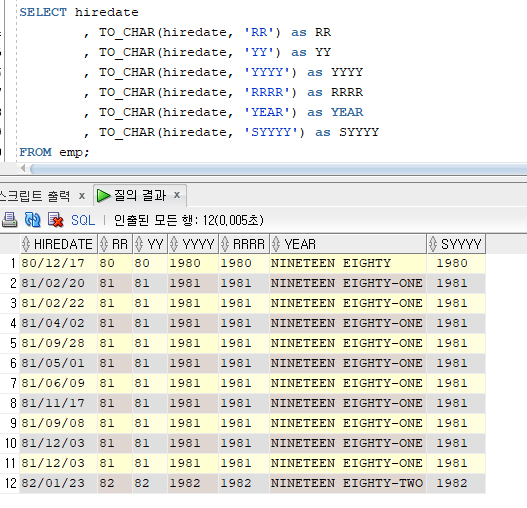 SELECT hiredate
, TO_CHAR(hiredate, 'RR') as RR
, TO_CHAR(hiredate, 'YY') as YY
, TO_CHAR(hiredate, 'YYYY') as YYYY
, TO_CHAR(hiredate, 'RRRR') as RRRR
, TO_CHAR(hiredate, 'YEAR') as YEAR
, TO_CHAR(hiredate, 'SYYYY') as SYYYY
FROM emp;
스크립트 출력 x 질의 결과 x
SQL | 인출된 모든 행: 12(0,005초)
HIREDATE RR YY YYYY RRRR YEAR SYYYY
1 80/12/17 80 80 1980 1980 NINETEEN EIGHTY 1980
2 81/02/20 81 81 1981 1981 NINETEEN EIGHTY-ONE 1981
3 81/02/22 81 81 1981 1981 NINETEEN EIGHTY-ONE 1981
4 81/04/02 81 81 1981 1981 NINETEEN EIGHTY-ONE 1981
5 81/09/28 81 81 1981 1981 NINETEEN EIGHTY-ONE 1981
6 81/05/01 81 81 1981 1981 NINETEEN EIGHTY-ONE 1981
7 81/06/09 81 81 1981 1981 NINETEEN EIGHTY-ONE 1981
8 81/11/17 81 81 1981 1981 NINETEEN EIGHTY-ONE 1981
9 81/09/08 81 81 1981 1981 NINETEEN EIGHTY-ONE 1981
10 81/12/03 81 81 1981 1981 NINETEEN EIGHTY-ONE 1981
11 81/12/03 81 81 1981 1981 NINETEEN EIGHTY-ONE 1981
12 82/01/23 82 82 1982 1982 NINETEEN EIGHTY-TWO 1982